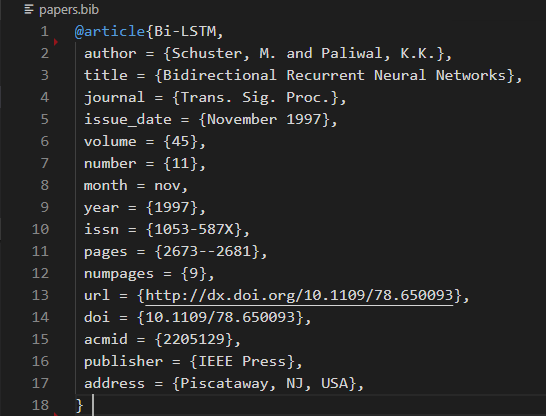 papers.bib
1 @article{Bi-LSTM,
2 author = {Schuster, M. and Paliwal, K.K.},
3 title = {Bidirectional Recurrent Neural Networks},
4 journal = {Trans. Sig. Proc.},
5 issue_date = {November 1997},
6 volume = {45},
7 number = {11},
8 month = nov,
9 year = {1997},
10 issn = {1053-587X},
11 pages = {2673--2681},
12 numpages = {9},
13 url = {http://dx.doi.org/10.1109/78.650093},
14 doi = {10.1109/78.650093},
15 acmid = {2205129},
16 publisher = {IEEE Press},
17 address = {Piscataway, NJ, USA},
18 }